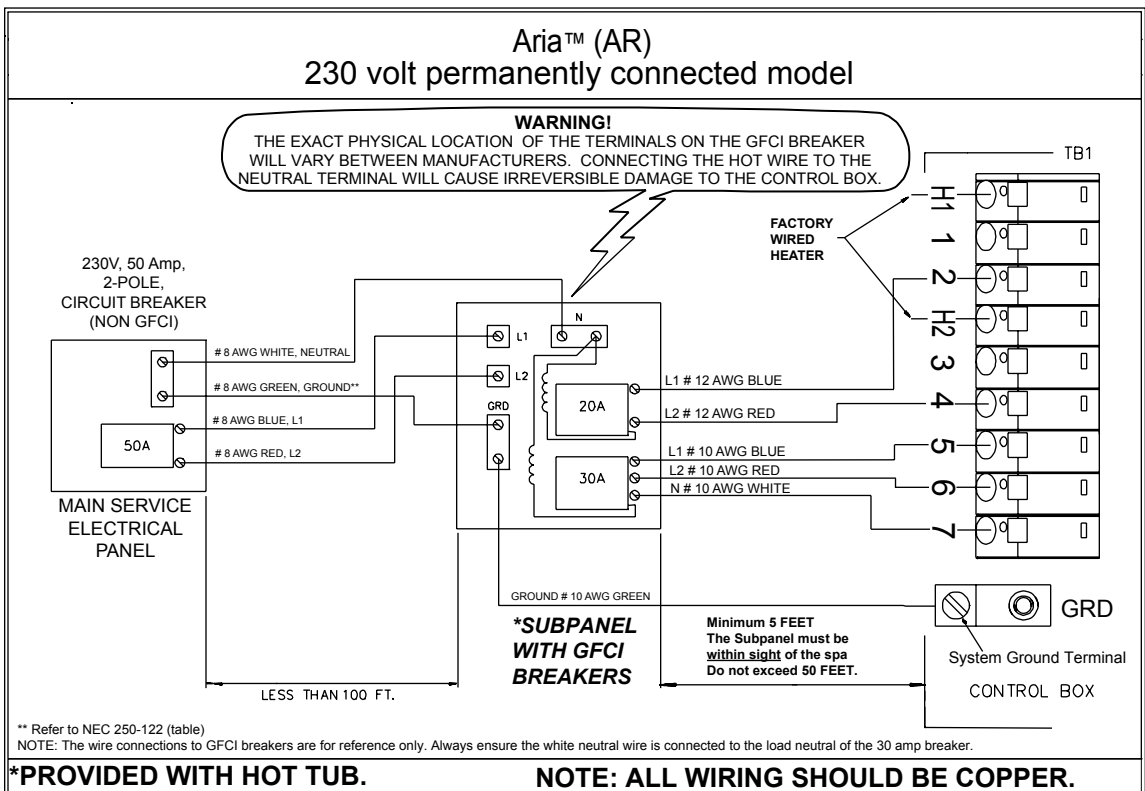 Aria™ (AR)
230 volt permanently connected model
WARNING!
THE EXACT PHYSICAL LOCATION OF THE TERMINALS ON THE GFCI BREAKER
WILL VARY BETWEEN MANUFACTURERS. CONNECTING THE HOT WIRE TO THE
NEUTRAL TERMINAL WILL CAUSE IRREVERSIBLE DAMAGE TO THE CONTROL BOX.
TB1
H1
1
2
H2
3
4
5
6
7
FACTORY
WIRED
HEATER
230V, 50 Amp,
2-POLE,
CIRCUIT BREAKER
(NON GFCI)
# 8 AWG WHITE, NEUTRAL
# 8 AWG GREEN, GROUND**
# 8 AWG BLUE, L1
# 8 AWG RED, L2
50A
MAIN SERVICE
ELECTRICAL
PANEL
N
L1
L2
GRD
20A
30A
L1 # 12 AWG BLUE
L2 # 12 AWG RED
L1 # 10 AWG BLUE
L2 # 10 AWG RED
N # 10 AWG WHITE
GROUND # 10 AWG GREEN
*SUBPANEL
WITH GFCI
BREAKERS
Minimum 5 FEET
The Subpanel must be
within sight of the spa
Do not exceed 50 FEET.
GRD
System Ground Terminal
CONTROL BOX
LESS THAN 100 FT.
** Refer to NEC 250-122 (table)
NOTE: The wire connections to GFCI breakers are for reference only. Always ensure the white neutral wire is connected to the load neutral of the 30 amp breaker.
*PROVIDED WITH HOT TUB.
NOTE: ALL WIRING SHOULD BE COPPER.